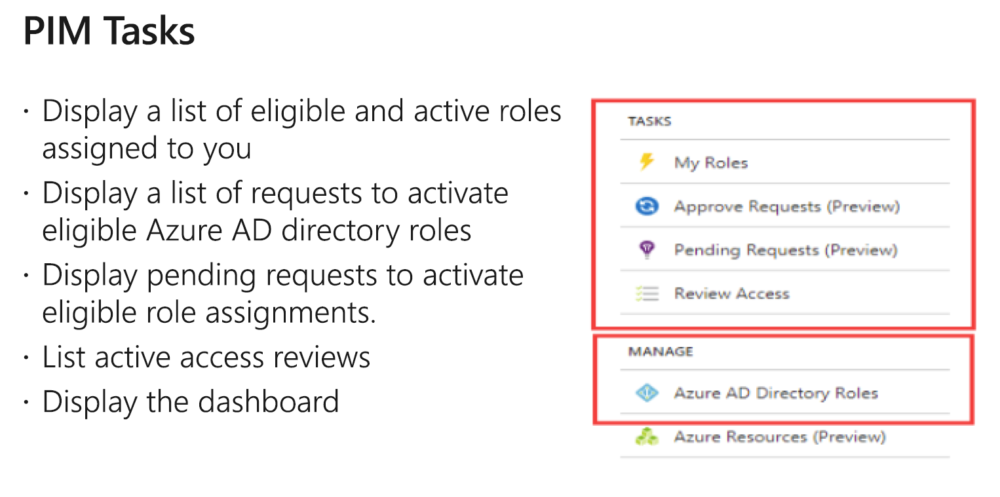 PIM Tasks
· Display a list of eligible and active roles
assigned to you
· Display a list of requests to activate
eligible Azure AD directory roles
· Display pending requests to activate
eligible role assignments.
· List active access reviews
· Display the dashboard
TASKS
My Roles
Approve Requests (Preview)
Pending Requests (Preview)
Review Access
MANAGE
Azure AD Directory Roles
Azure Resources (Preview)